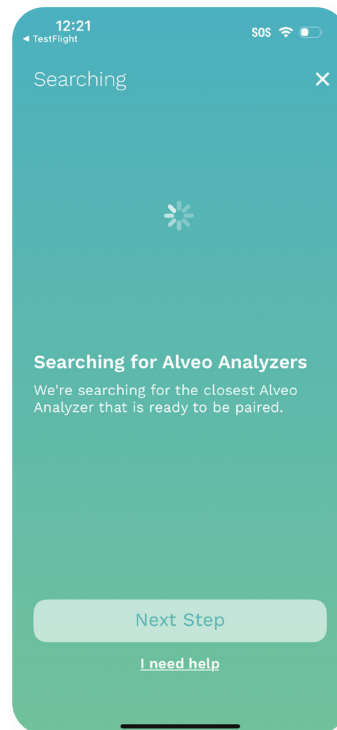 12:21
◀ TestFlight
SOS
Searching
Searching for Alveo Analyzers
We're searching for the closest Alveo
Analyzer that is ready to be paired.
Next Step
I need help